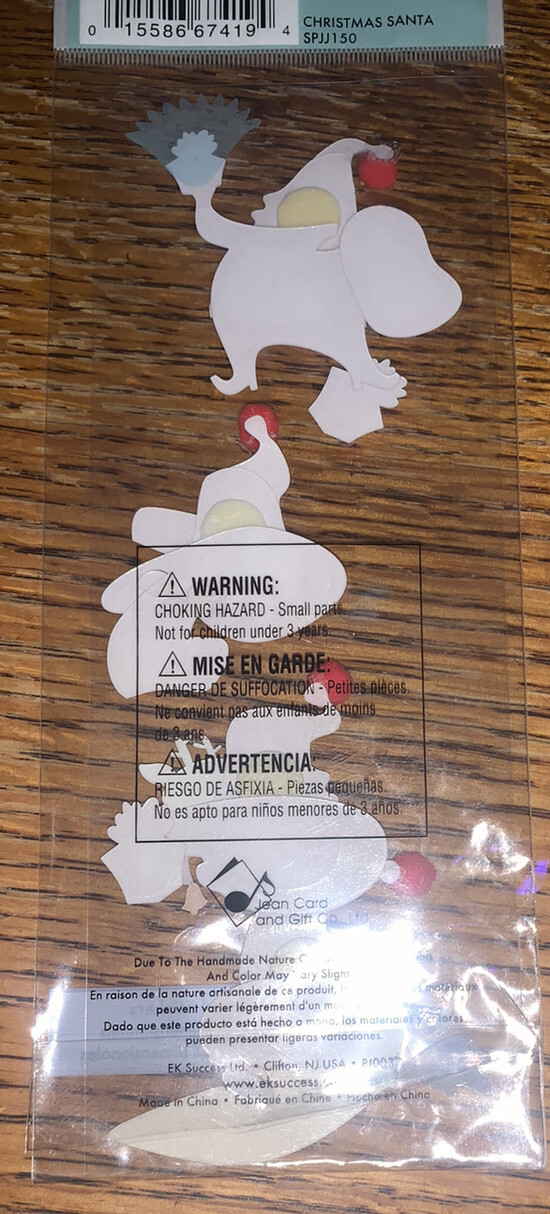 0 15586 67419 4
CHRISTMAS SANTA
SPJJ150
WARNING:
CHOKING HAZARD - Small parts.
Not for children under 3 years.
MISE EN GARDE:
DANGER DE SUFFOCATION - Petites pièces.
Ne convient pas aux enfants de moins
de 3 ans.
ADVERTENCIA:
RIESGO DE ASFIXIA - Piezas pequeñas.
No es apto para niños menores de 3 años.
Jean Card
and Gift Co., Ltd.
Due To The Handmade Nature
And Color May Vary
En raison de la nature artisanale de ce produit, matériaux
peuvent varier légèrement d'un
Dado que este producto está hecho a mano, los materiales y colores
pueden presentar ligeras variaciones.
EK Success Ltd. • Clifton, NJ USA •
www.eksuccess
Made in China • Fabriqué en Chine • Hecho en China